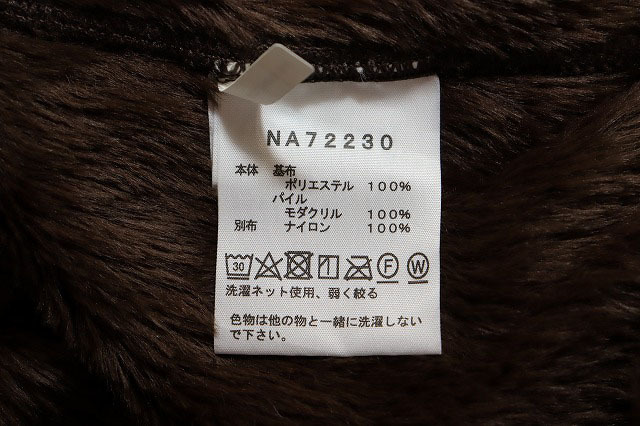 NA72230
本体 基布
ポリエステル 100%
パイル
モダクリル 100%
別布 ナイロン 100%
30 F W
洗濯ネット使用、弱く絞る
色物は他の物と一緒に洗濯しない
で下さい。